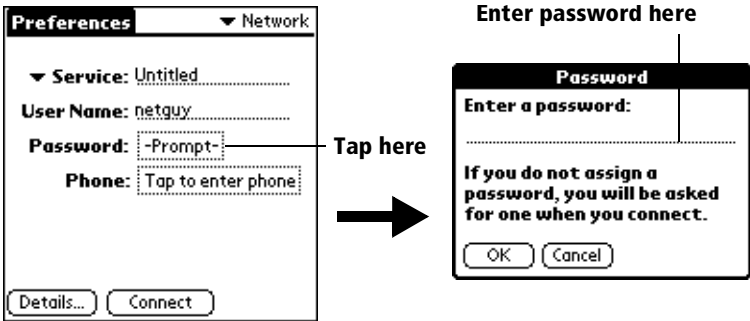 Preferences
Network
Service: Untitled
User Name: netguy
Password: -Prompt-
Phone: Tap to enter phone
Details...
Connect
Tap here
Enter password here
Password
Enter a password:
If you do not assign a
password, you will be asked
for one when you connect.
OK
Cancel